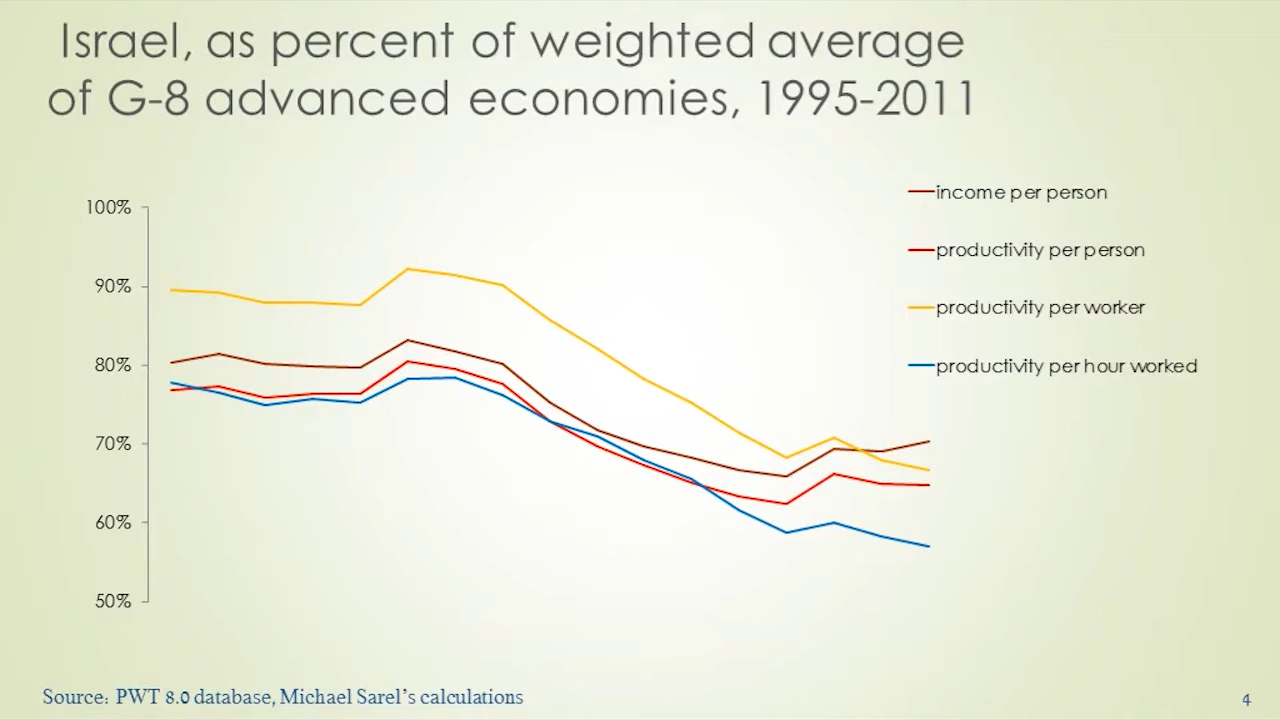 Israel, as percent of weighted average
of G-8 advanced economies, 1995-2011
income per person
productivity per person
productivity per worker
productivity per hour worked
100%
90%
80%
70%
60%
50%
Source: PWT 8.0 database, Michael Sarel's calculations
4